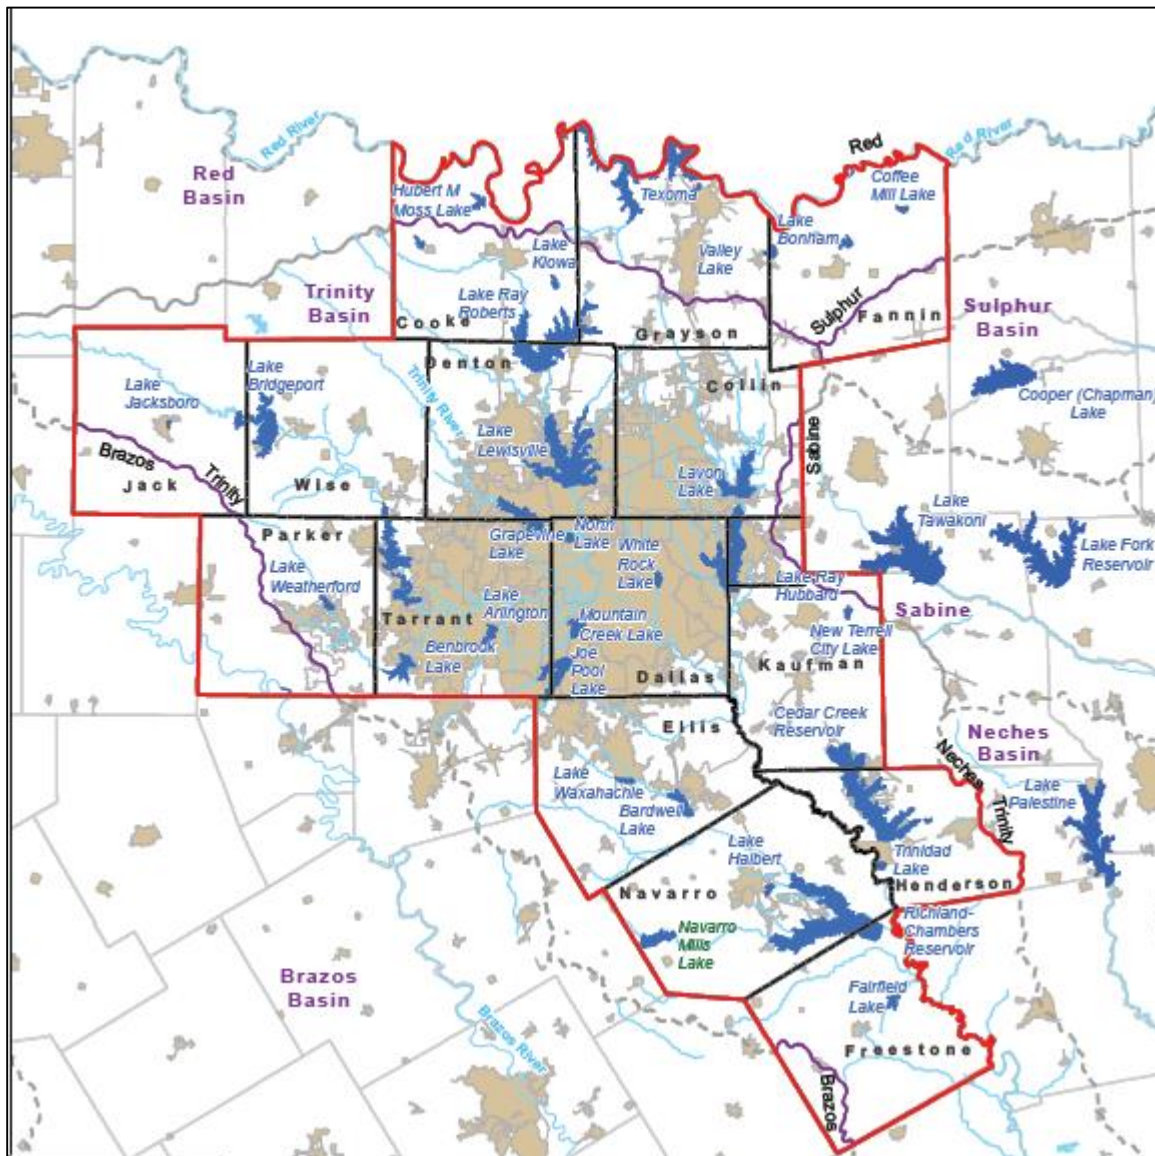 Red River
Red
Red River
Red
Basin
Hubert M
Moss Lake
Texoma
Coffee
Mill Lake
Lake
Bonham
Lake
Kiowa
Valley
Lake
Trinity
Basin
Lake Ray
Roberts
Sulphur
Fannin
Sulphur
Basin
Cooke
Grayson
Denton
Collin
Lake
Bridgeport
Lake
Jacksboro
Trinity River
Cooper (Chapman)
Lake
Lake
Lewisville
Lavon
Lake
Sabine
Brazos
Trinity
Jack
Wise
Lake
Tawakoni
Parker
Grapevine
Lake
North
Lake
White
Rock
Lake
Lake Fork
Reservoir
Lake
Weatherford
Lake Ray
Hubbard
Lake
Arlington
Tarrant
Mountain
Creek Lake
Joe
Pool
Lake
Benbrook
Lake
Dallas
New Terrell
City Lake
Kaufman
Sabine
Ellis
Cedar Creek
Reservoir
Neches
Basin
Neches
Trinity
Lake
Waxahachie
Bardwell
Lake
Lake
Palestine
Lake
Halbert
Trinidad
Lake
Henderson
Navarro
Navarro
Mills
Lake
Richland-
Chambers
Reservoir
Brazos
Basin
Fairfield
Lake
Freestone
Brazos River
Brazos